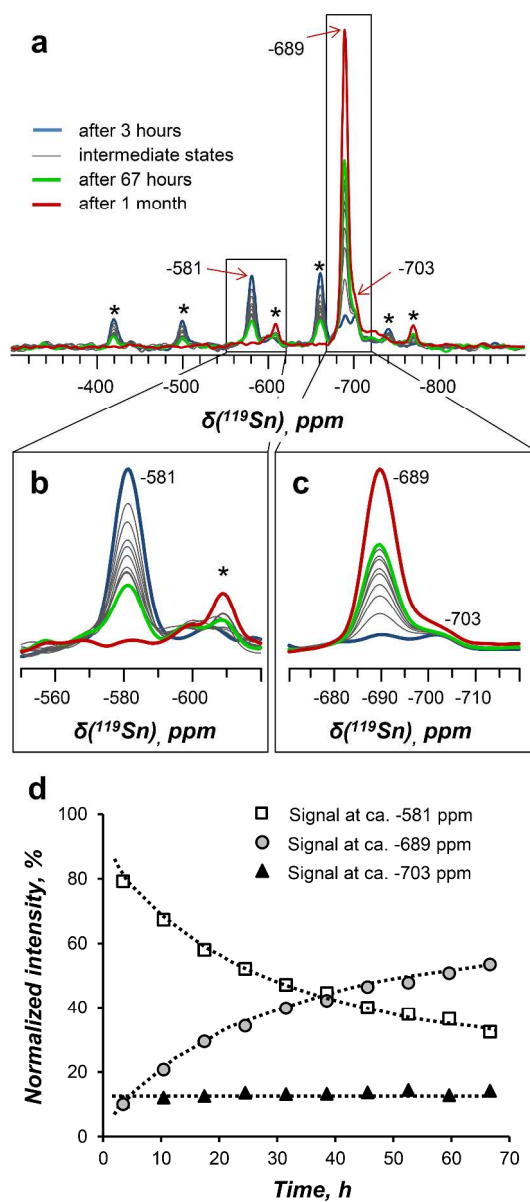 a
-689
after 3 hours
intermediate states
after 67 hours
after 1 month
-581
-703
* * * * * *
-400 -500 -600 -700 -800
δ(¹¹⁹Sn), ppm
b
-581
*
-560 -580 -600
δ(¹¹⁹Sn), ppm
c
-689
-703
-680 -690 -700 -710
δ(¹¹⁹Sn), ppm
d
Signal at ca. -581 ppm
Signal at ca. -689 ppm
Signal at ca. -703 ppm
Normalized intensity, %
100
80
60
40
20
0
0 10 20 30 40 50 60 70
Time, h